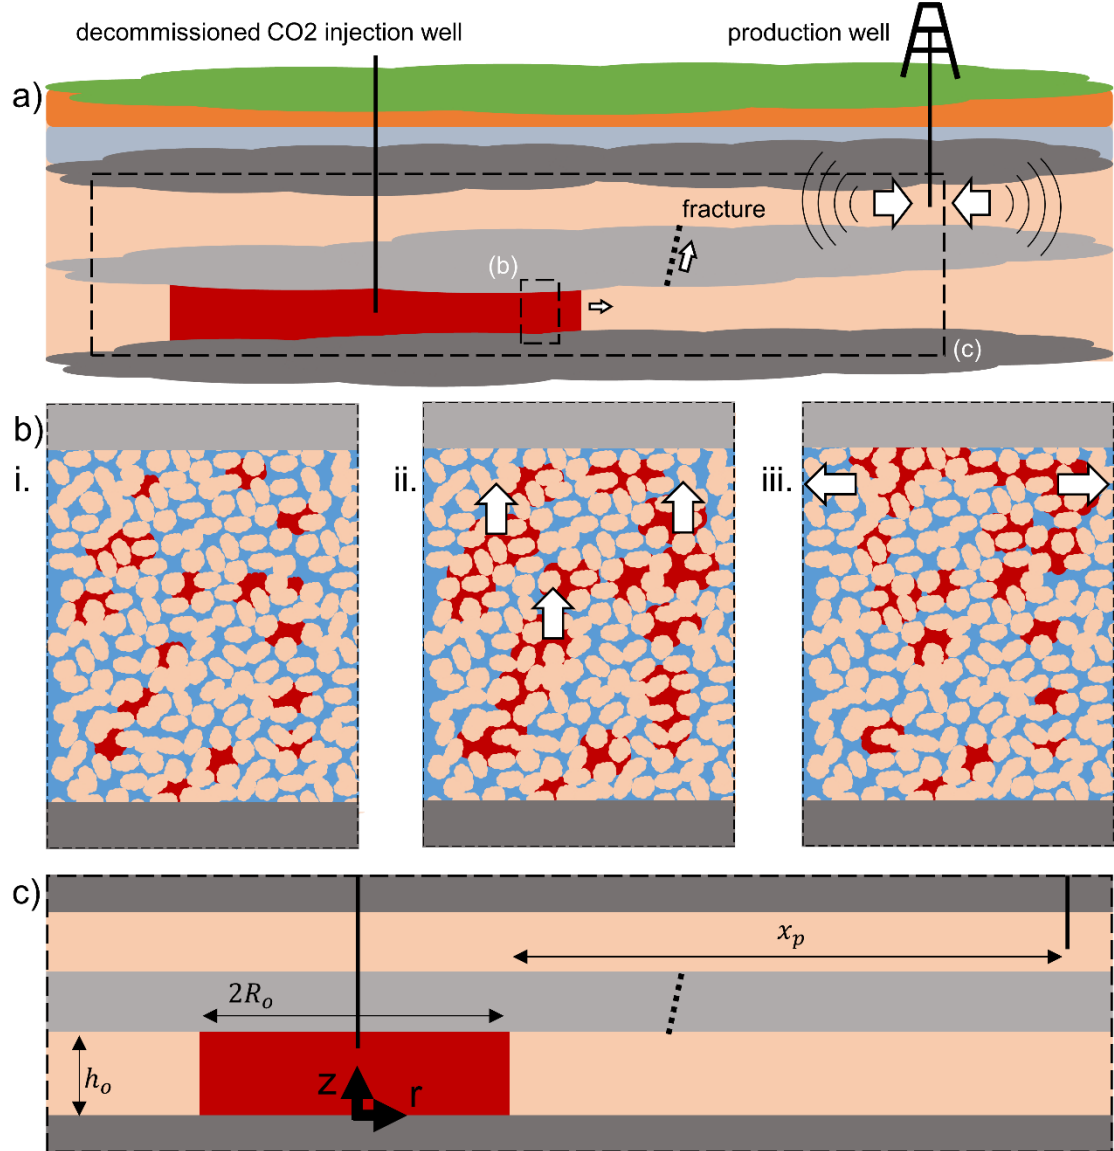 decommissioned CO2 injection well
production well
a)
fracture
(b)
(c)
b)
i.
ii.
iii.
c)
x_p
2R_o
h_o
z
r